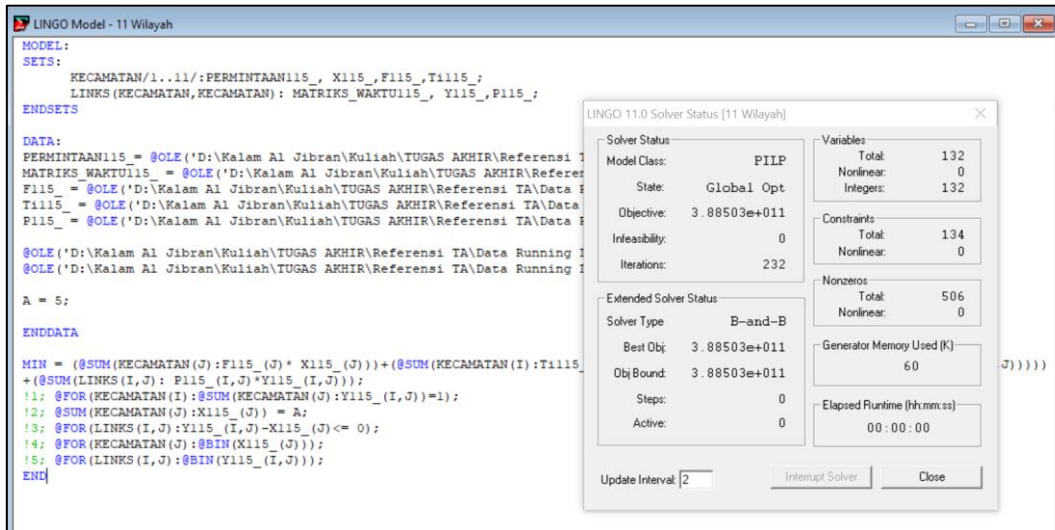 LINGO Model - 11 Wilayah
MODEL:
SETS:
KECAMATAN/1..11/:PERMINTAAN115_, X115_,F115_,Ti115_;
LINKS(KECAMATAN,KECAMATAN): MATRIKS_WAKTU115_, Y115_,P115_;
ENDSETS
DATA:
PERMINTAAN115_= @OLE('D:\Kalam Al Jibran\Kuliah\TUGAS AKHIR\Referensi
MATRIKS_WAKTU115_ = @OLE('D:\Kalam Al Jibran\Kuliah\TUGAS AKHIR\
F115_ = @OLE('D:\Kalam Al Jibran\Kuliah\TUGAS AKHIR\Referensi TA\Data
Ti115_ = @OLE('D:\Kalam Al Jibran\Kuliah\TUGAS AKHIR\Referensi TA\Data
P115_ = @OLE('D:\Kalam Al Jibran\Kuliah\TUGAS AKHIR\Referensi TA\Data
@OLE('D:\Kalam Al Jibran\Kuliah\TUGAS AKHIR\Referensi TA\Data Running
@OLE('D:\Kalam Al Jibran\Kuliah\TUGAS AKHIR\Referensi TA\Data Running
A = 5;
ENDDATA
MIN = (@SUM(KECAMATAN(J):F115_(J)* X115_(J)))+(@SUM(KECAMATAN(I):Ti115_ J)))))
+(@SUM(LINKS(I,J): P115_(I,J)*Y115_(I,J)));
!1; @FOR(KECAMATAN(I):@SUM(KECAMATAN(J):Y115_(I,J))=1);
!2; @SUM(KECAMATAN(J):X115_(J)) = A;
!3; @FOR(LINKS(I,J):Y115_(I,J)-X115_(J)<= 0);
!4; @FOR(KECAMATAN(J):@BIN(X115_(J)));
!5; @FOR(LINKS(I,J):@BIN(Y115_(I,J)));
END
LINGO 11.0 Solver Status [11 Wilayah]
Solver Status
Model Class: PILP
State: Global Opt
Objective: 3.88503e+011
Infeasibility: 0
Iterations: 232
Extended Solver Status
Solver Type B-and-B
Best Obj: 3.88503e+011
Obj Bound: 3.88503e+011
Steps: 0
Active: 0
Variables
Total: 132
Nonlinear: 0
Integers: 132
Constraints
Total: 134
Nonlinear: 0
Nonzeros
Total: 506
Nonlinear: 0
Generator Memory Used (K)
60
Elapsed Runtime (hh:mm:ss)
00:00:00
Update Interval: 2
Interrupt Solver
Close